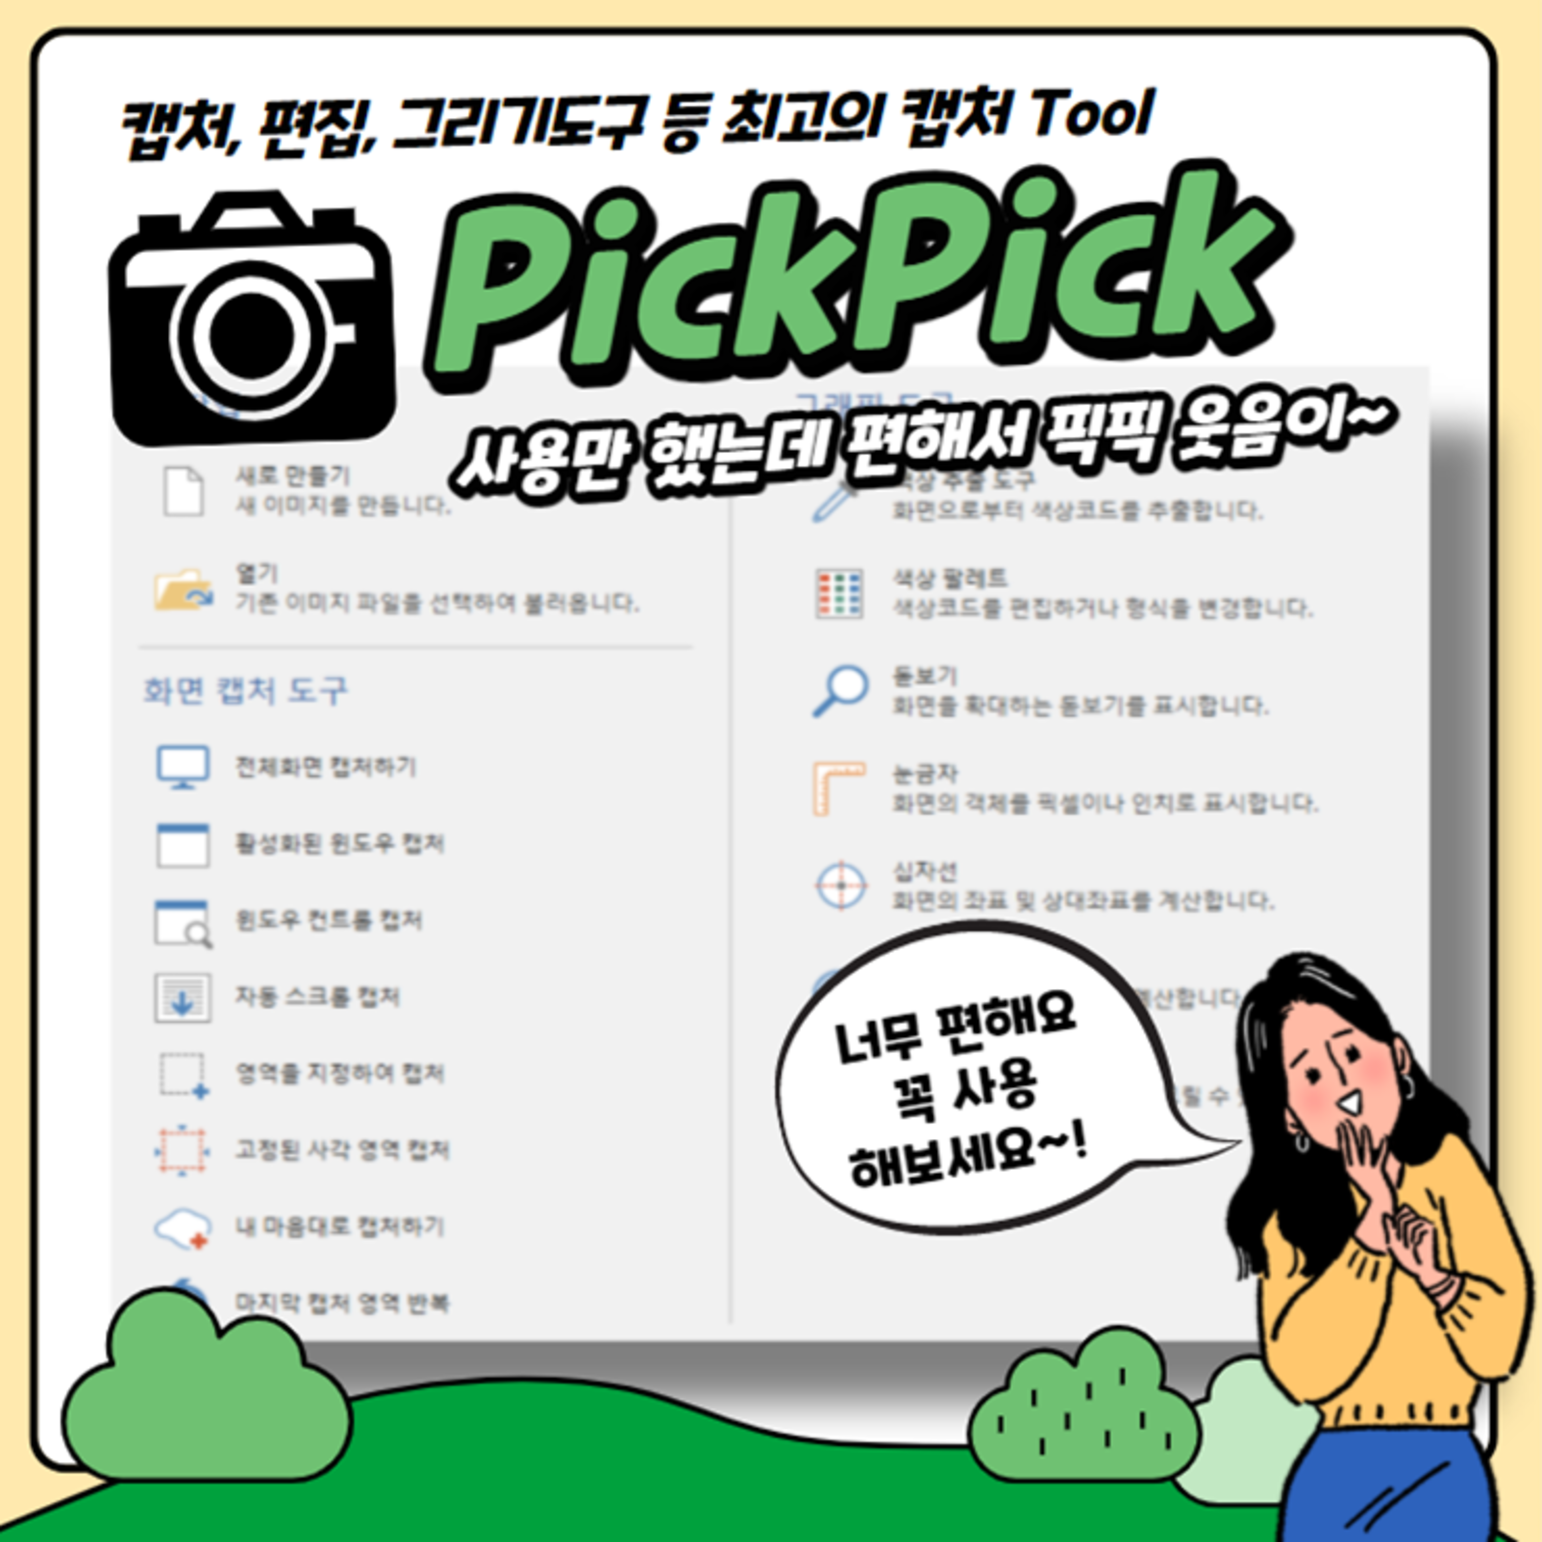 캡처, 편집, 그리기도구 등 최고의 캡처 Tool
PickPick
사용만 했는데 편해서 픽픽 웃음이~
새로 만들기
새 이미지를 만듭니다.
열기
기존 이미지 파일을 선택하여 불러옵니다.
화면 캡처 도구
전체화면 캡처하기
활성화된 윈도우 캡처
윈도우 컨트롤 캡처
자동 스크롤 캡처
영역을 지정하여 캡처
고정된 사각 영역 캡처
내 마음대로 캡처하기
마지막 캡처 영역 반복
그래픽 도구
색상 추출 도구
화면으로부터 색상코드를 추출합니다.
색상 팔레트
색상코드를 편집하거나 형식을 변경합니다.
돋보기
화면을 확대하는 돋보기를 표시합니다.
눈금자
화면의 객체를 픽셀이나 인치로 표시합니다.
십자선
화면의 좌표 및 상대좌표를 계산합니다.
너무 편해요
꼭 사용
해보세요~!